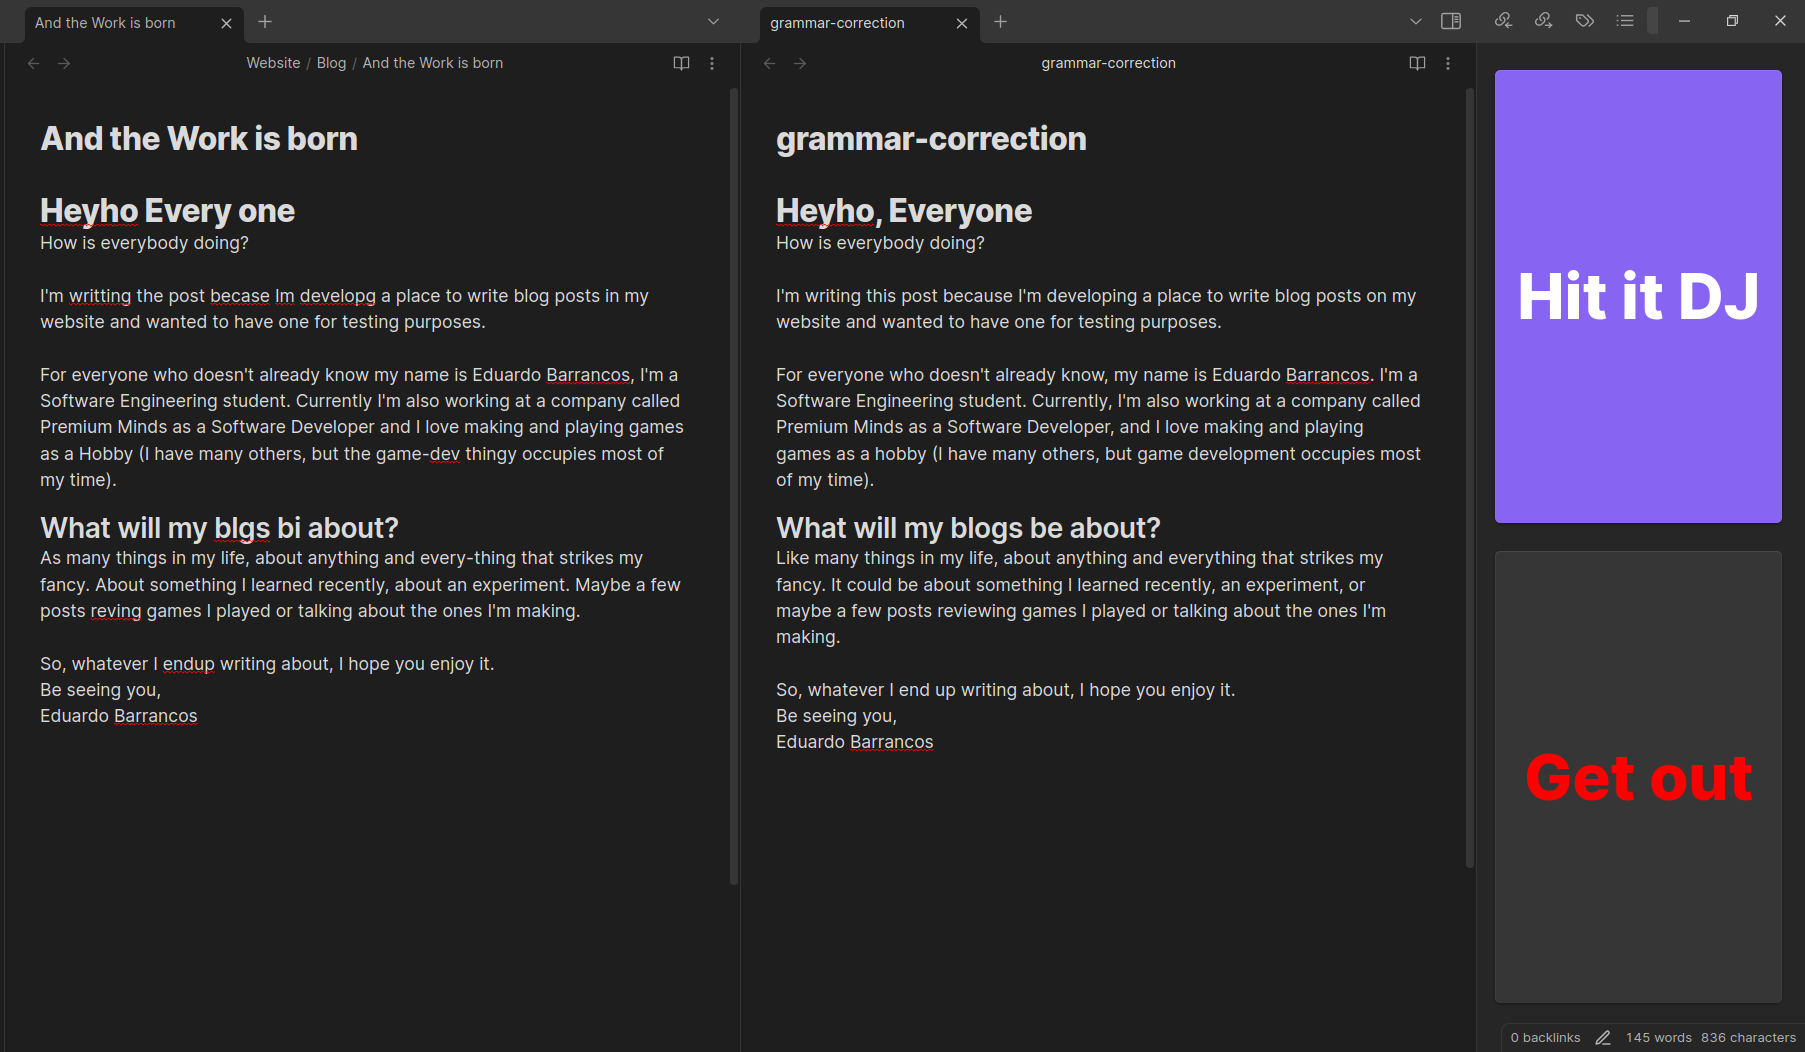 And the Work is born
grammar-correction
Website / Blog / And the Work is born
grammar-correction
And the Work is born
Heyho Every one
How is everybody doing?
I'm writting the post becase Im developg a place to write blog posts in my
website and wanted to have one for testing purposes.
For everyone who doesn't already know my name is Eduardo Barrancos, I'm a
Software Engineering student. Currently I'm also working at a company called
Premium Minds as a Software Developer and I love making and playing games
as a Hobby (I have many others, but the game-dev thingy occupies most of
my time).
What will my blgs bi about?
As many things in my life, about anything and every-thing that strikes my
fancy. About something I learned recently, about an experiment. Maybe a few
posts reving games I played or talking about the ones I'm making.
So, whatever I endup writing about, I hope you enjoy it.
Be seeing you,
Eduardo Barrancos
grammar-correction
Heyho, Everyone
How is everybody doing?
I'm writing this post because I'm developing a place to write blog posts on my
website and wanted to have one for testing purposes.
For everyone who doesn't already know, my name is Eduardo Barrancos. I'm a
Software Engineering student. Currently, I'm also working at a company called
Premium Minds as a Software Developer, and I love making and playing
games as a hobby (I have many others, but game development occupies most
of my time).
What will my blogs be about?
Like many things in my life, about anything and everything that strikes my
fancy. It could be about something I learned recently, an experiment, or
maybe a few posts reviewing games I played or talking about the ones I'm
making.
So, whatever I end up writing about, I hope you enjoy it.
Be seeing you,
Eduardo Barrancos
Hit it DJ
Get out
0 backlinks 145 words 836 characters